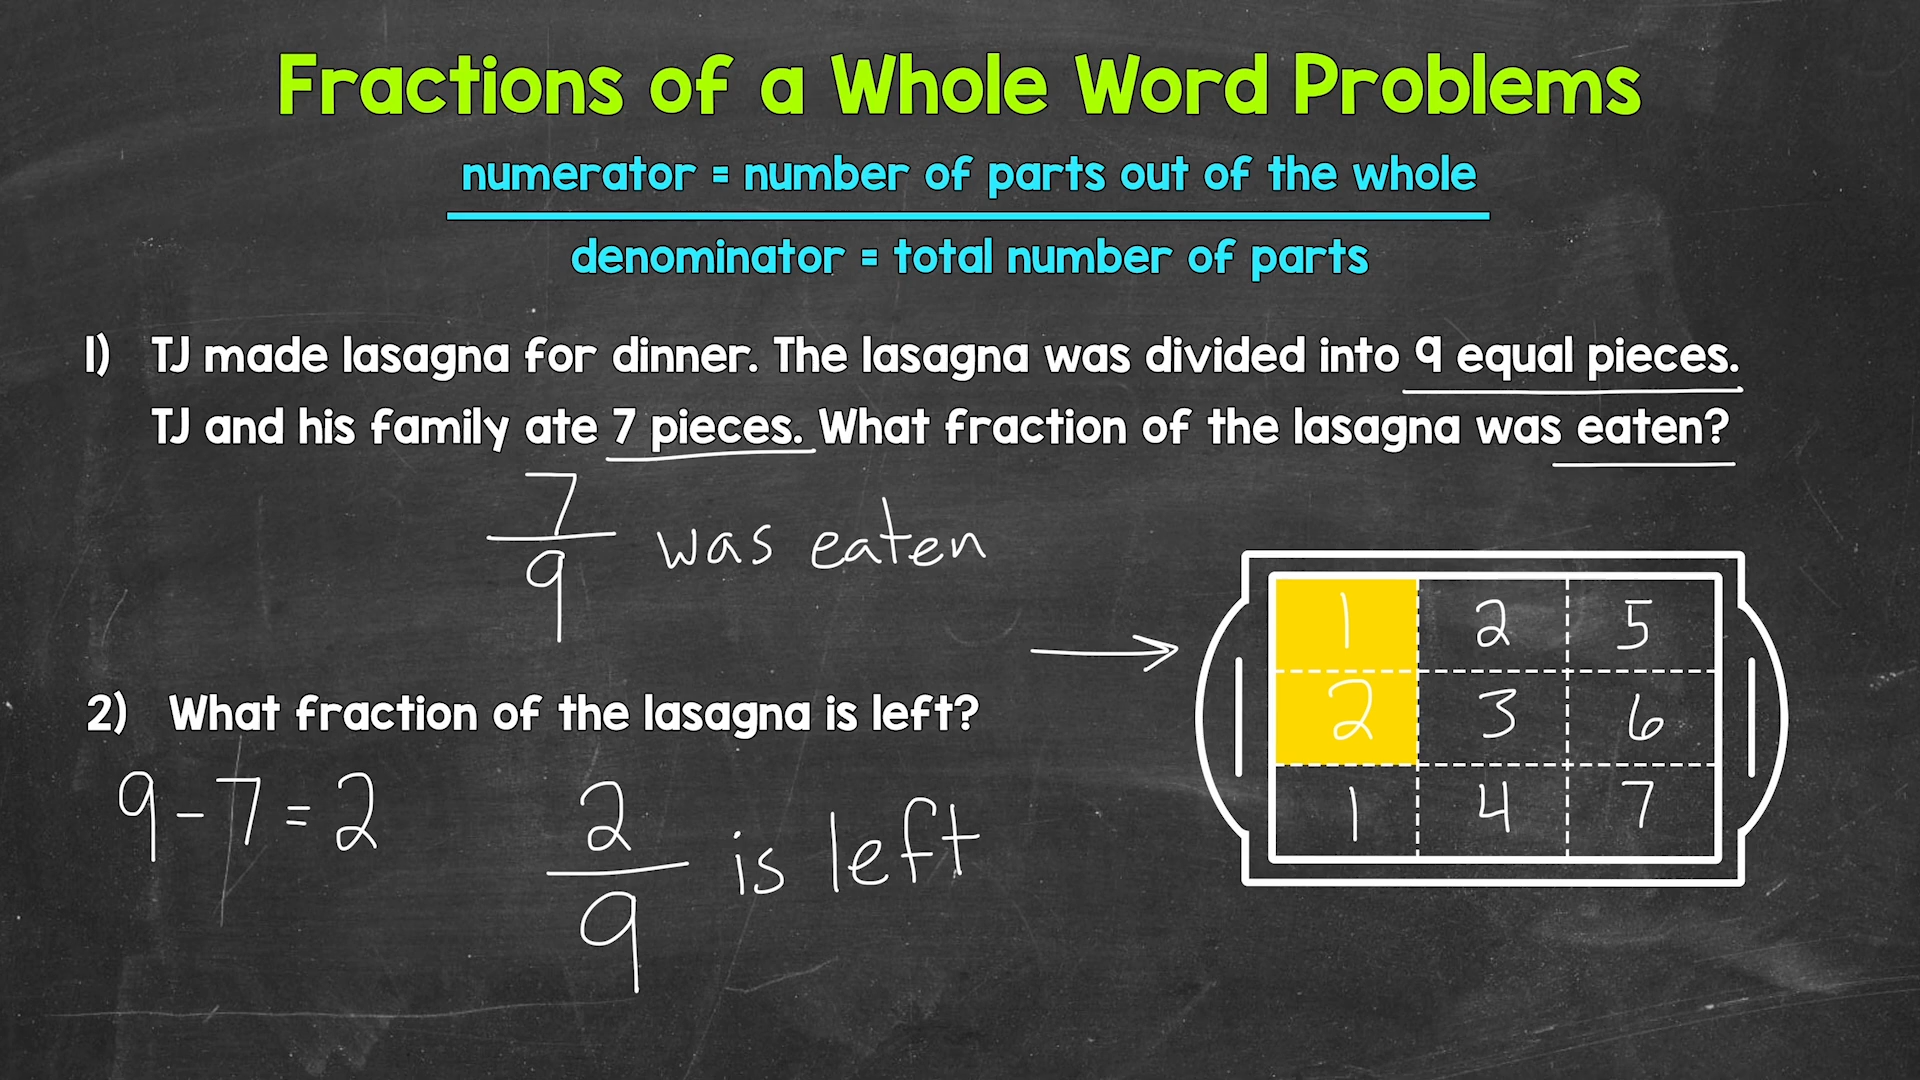 Fractions of a Whole Word Problems
numerator = number of parts out of the whole
denominator = total number of parts
1) TJ made lasagna for dinner. The lasagna was divided into 9 equal pieces.
TJ and his family ate 7 pieces. What fraction of the lasagna was eaten?
7
9
was eaten
2) What fraction of the lasagna is left?
9 - 7 = 2
2
9
is left
1 2 5
2 3 6
1 4 7